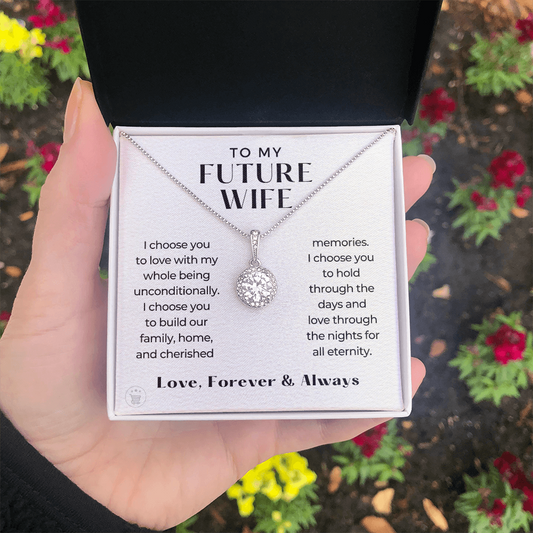 TO MY
FUTURE
WIFE
I choose you
to love with my
whole being
unconditionally.
I choose you
to build our
family, home,
and cherished
memories.
I choose you
to hold
through the
days and
love through
the nights for
all eternity.
Love, Forever & Always